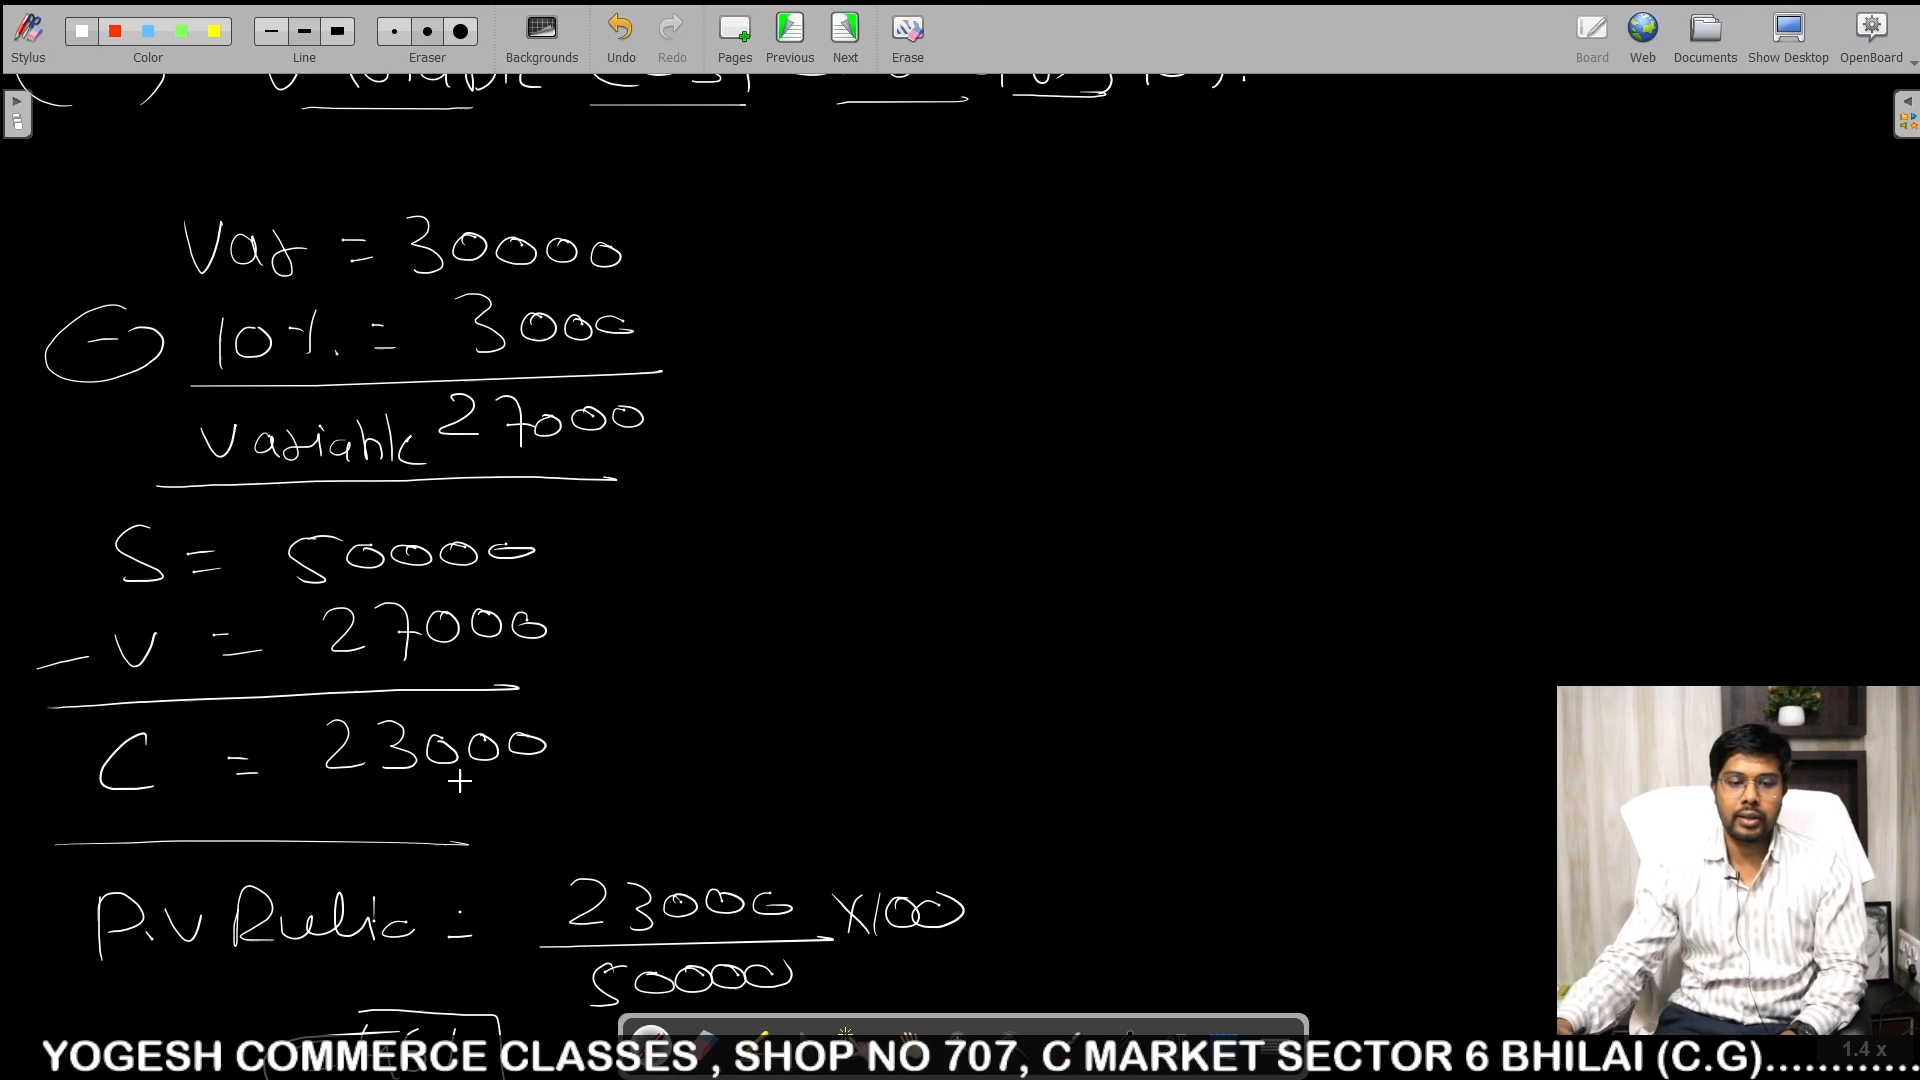 Stylus Color Line Eraser Backgrounds Undo Redo Pages Previous Next Erase Board Web Documents Show Desktop OpenBoard
Var = 30000
(-) 10%. = 3000
Variable 27000
S = 50000
- V = 27000
C = 23000
P.V Ratio = 23000 X100
50000
YOGESH COMMERCE CLASSES , SHOP NO 707, C MARKET SECTOR 6 BHILAI (C.G)............
1.4 x